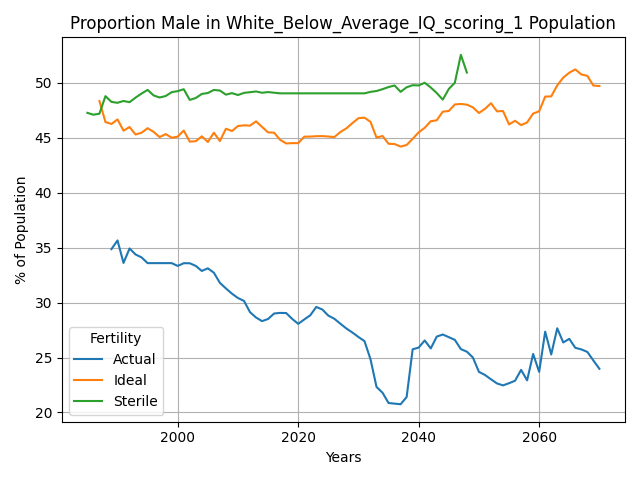 Proportion Male in White_Below_Average_IQ_scoring_1 Population
% of Population
50
45
40
35
30
25
20
Fertility
Actual
Ideal
Sterile
2000
2020
2040
2060
Years